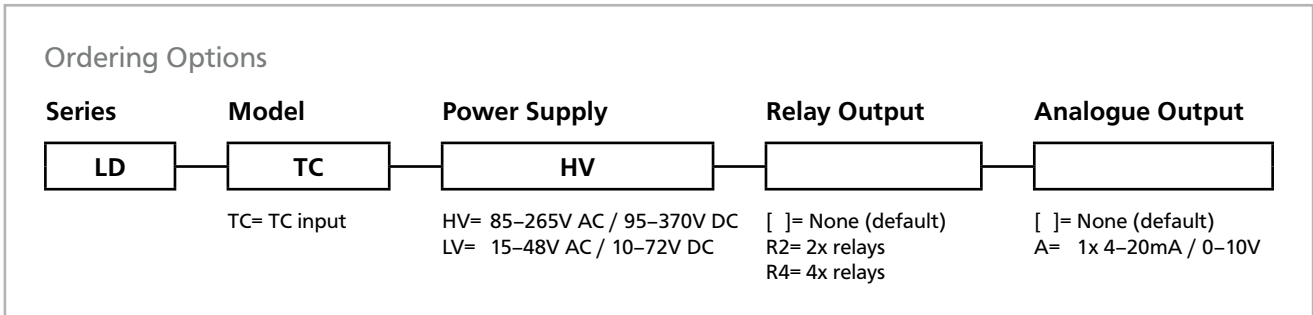 Ordering Options
Series Model Power Supply Relay Output Analogue Output
LD TC HV
TC= TC input HV= 85–265V AC / 95–370V DC [ ]= None (default) [ ]= None (default)
LV= 15–48V AC / 10–72V DC R2= 2x relays A= 1x 4–20mA / 0–10V
R4= 4x relays